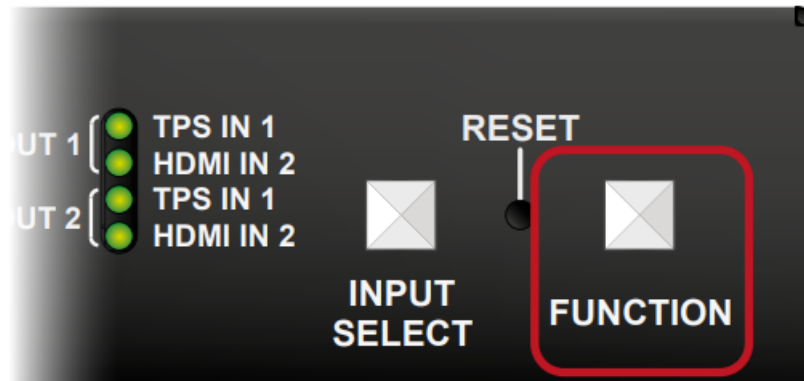 UT 1
TPS IN 1
HDMI IN 2
UT 2
TPS IN 1
HDMI IN 2
RESET
INPUT
SELECT
FUNCTION